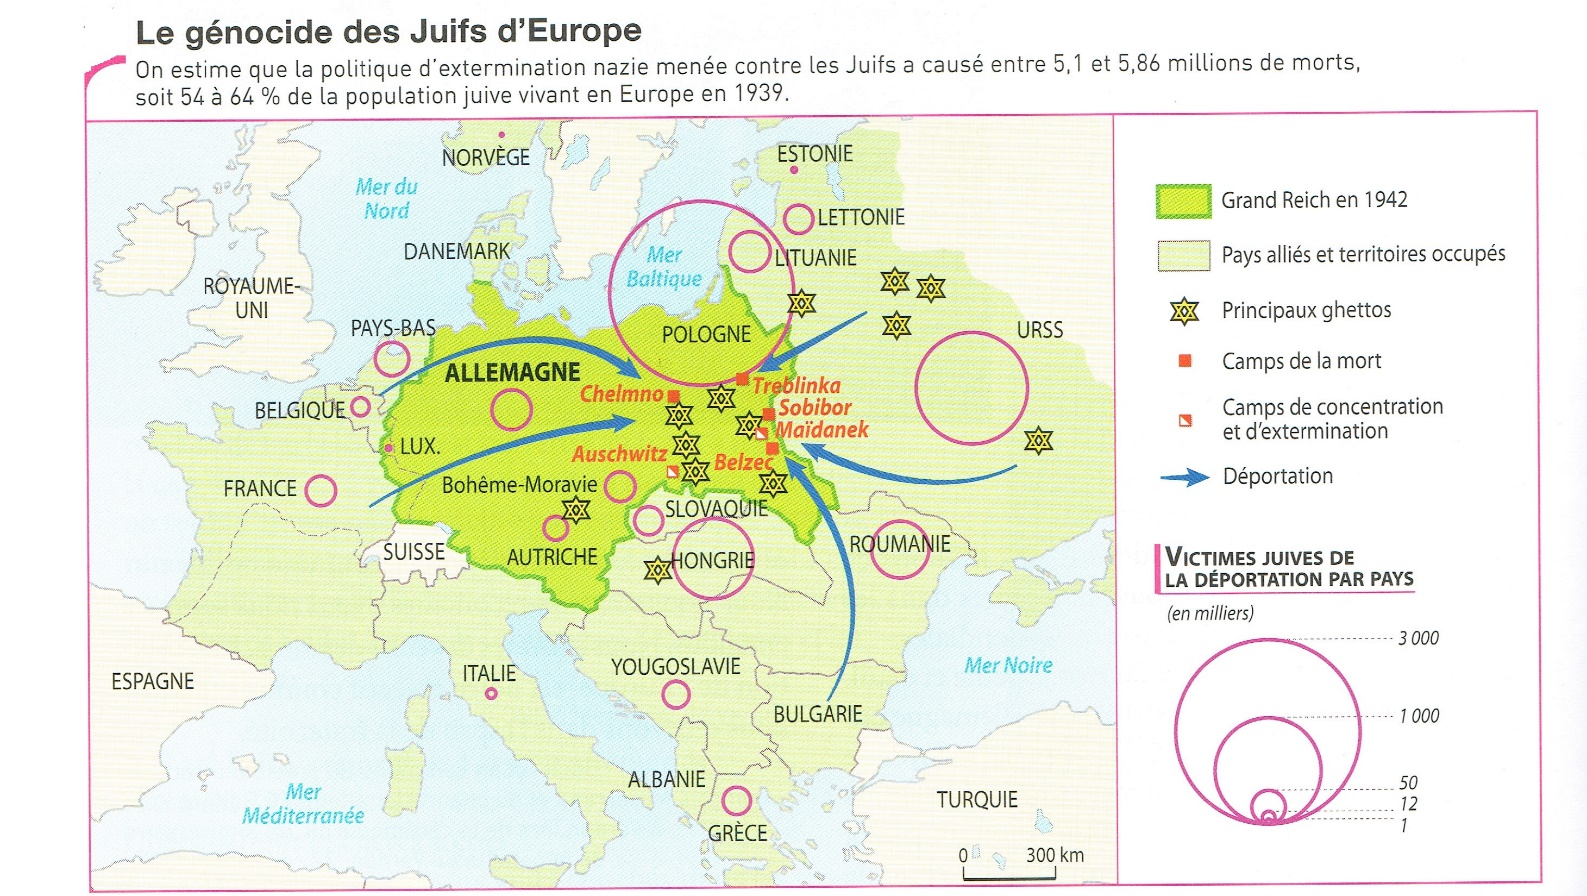 Le génocide des Juifs d'Europe
On estime que la politique d'extermination nazie menée contre les Juifs a causé entre 5,1 et 5,86 millions de morts,
soit 54 à 64 % de la population juive vivant en Europe en 1939.
NORVÈGE
ESTONIE
Mer du
Nord
LETTONIE
DANEMARK
Mer
Baltique
LITUANIE
ROYAUME-
UNI
PAYS-BAS
POLOGNE
URSS
ALLEMAGNE
Chelmno
Treblinka
Sobibor
BELGIQUE
Maïdanek
LUX.
Auschwitz
Belzec
FRANCE
Bohême-Moravie
SLOVAQUIE
SUISSE
AUTRICHE
HONGRIE
ROUMANIE
ESPAGNE
ITALIE
YOUGOSLAVIE
Mer Noire
BULGARIE
ALBANIE
Mer
Méditerranée
TURQUIE
GRÈCE
0 300 km
Grand Reich en 1942
Pays alliés et territoires occupés
Principaux ghettos
Camps de la mort
Camps de concentration
et d'extermination
Déportation
VICTIMES JUIVES DE
LA DÉPORTATION PAR PAYS
(en milliers)
3 000
1 000
50
12
1